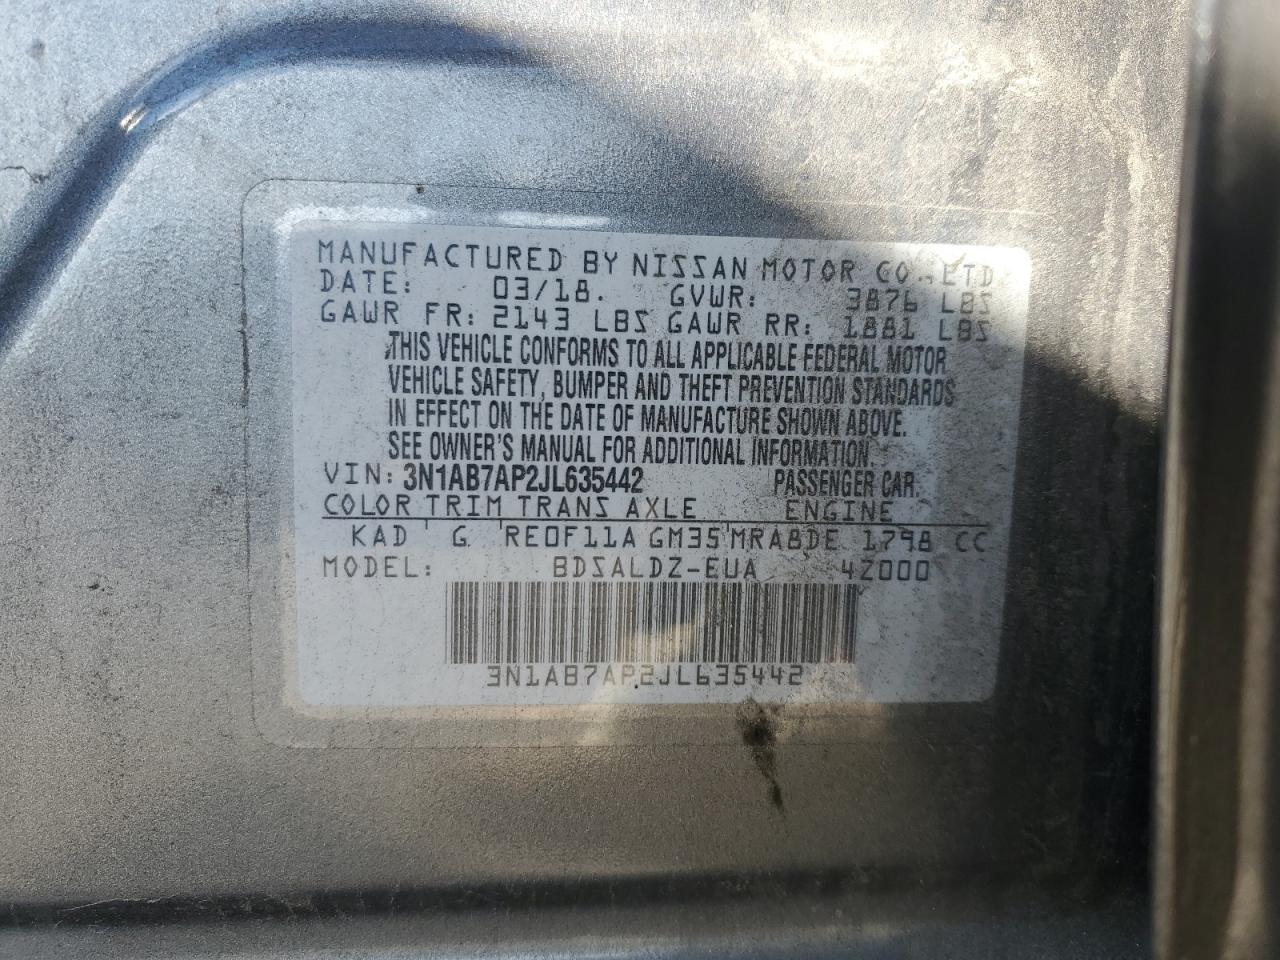 MANUFACTURED BY NISSAN MOTOR CO.,LTD
DATE: 03/18. GVWR: 3876 LBS
GAWR FR: 2143 LBS GAWR RR: 1881 LBS
THIS VEHICLE CONFORMS TO ALL APPLICABLE FEDERAL MOTOR
VEHICLE SAFETY, BUMPER AND THEFT PREVENTION STANDARDS
IN EFFECT ON THE DATE OF MANUFACTURE SHOWN ABOVE.
SEE OWNER'S MANUAL FOR ADDITIONAL INFORMATION.
VIN: 3N1AB7AP2JL635442 PASSENGER CAR.
COLOR TRIM TRANS AXLE ENGINE
KAD G RE0F11A GM35 MRA8DE 1798 CC
MODEL: BDSALDZ-EUA 4Z000
3N1AB7AP2JL635442